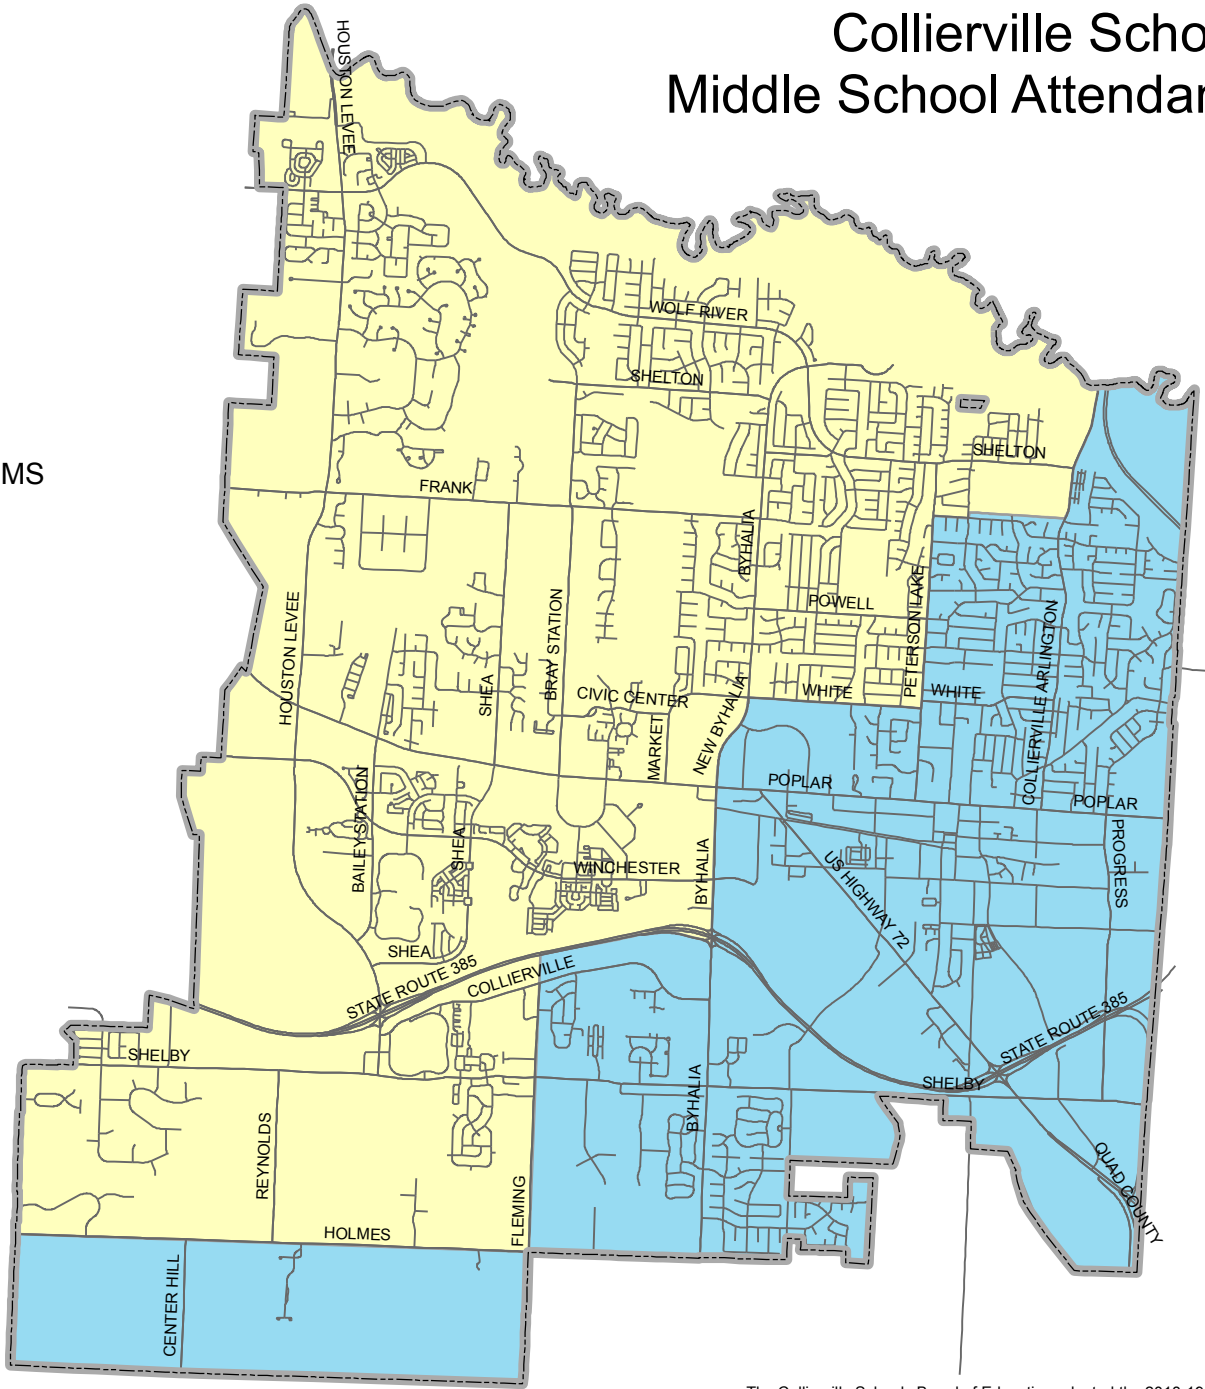 Collierville Scho
Middle School Attendar
HOUSTON LEVEE
WOLF RIVER
SHELTON
SHELTON
MS
FRANK
BYHALIA
POWELL
PETERSON LAKE
HOUSTON LEVEE
BRAY STATION
COLLIERVILLE ARLINGTON
SHEA
CIVIC CENTER
WHITE
WHITE
MARKET
NEW BYHALIA
POPLAR
POPLAR
BAILEY STATION
SHEA
WINCHESTER
BYHALIA
US HIGHWAY 72
PROGRESS
SHEA
STATE ROUTE 385
COLLIERVILLE
STATE ROUTE 385
SHELBY
SHELBY
BYHALIA
REYNOLDS
QUAD COUNTY
FLEMING
HOLMES
CENTER HILL